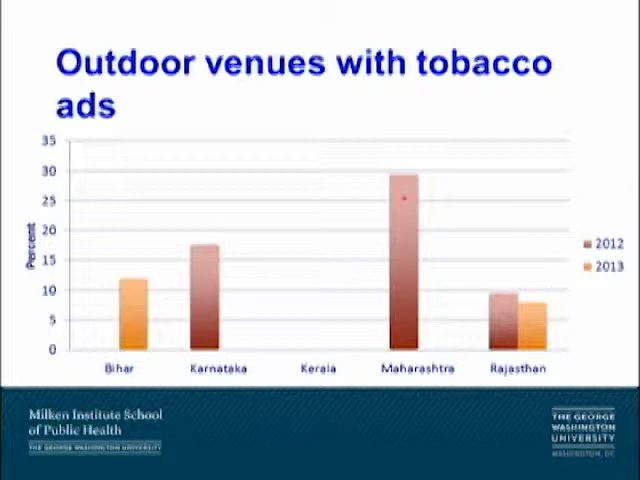 Outdoor venues with tobacco
ads
35
30
25
20
15
10
5
0
Percent
Bihar
Karnataka
Kerala
Maharashtra
Rajasthan
2012
2013
Milken Institute School
of Public Health
THE GEORGE WASHINGTON UNIVERSITY
THE GEORGE
WASHINGTON
UNIVERSITY
WASHINGTON, DC